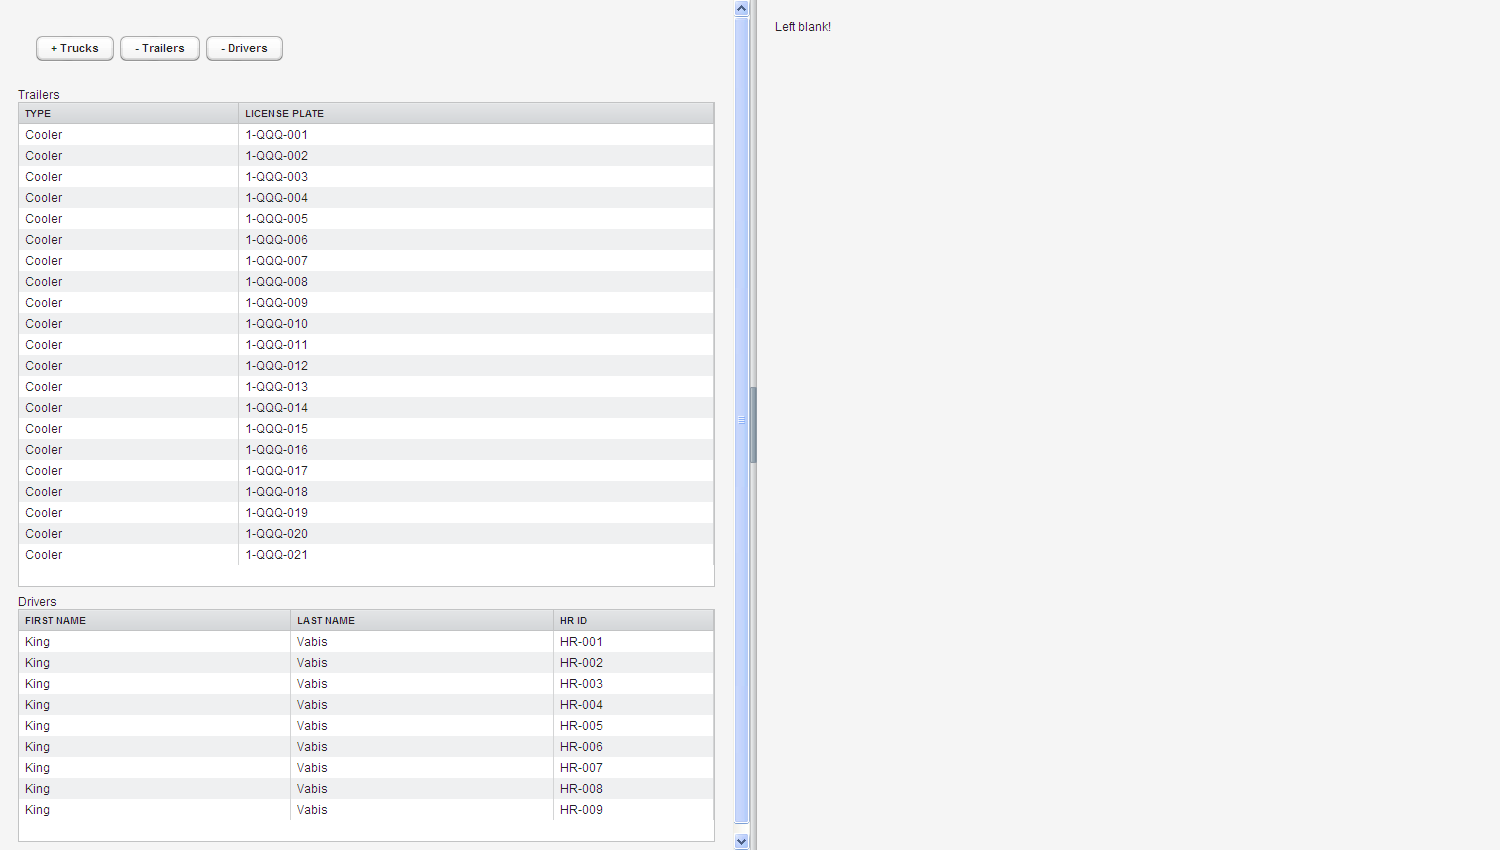 + Trucks - Trailers - Drivers
Left blank!
Trailers
TYPE LICENSE PLATE
Cooler 1-QQQ-001
Cooler 1-QQQ-002
Cooler 1-QQQ-003
Cooler 1-QQQ-004
Cooler 1-QQQ-005
Cooler 1-QQQ-006
Cooler 1-QQQ-007
Cooler 1-QQQ-008
Cooler 1-QQQ-009
Cooler 1-QQQ-010
Cooler 1-QQQ-011
Cooler 1-QQQ-012
Cooler 1-QQQ-013
Cooler 1-QQQ-014
Cooler 1-QQQ-015
Cooler 1-QQQ-016
Cooler 1-QQQ-017
Cooler 1-QQQ-018
Cooler 1-QQQ-019
Cooler 1-QQQ-020
Cooler 1-QQQ-021
Drivers
FIRST NAME LAST NAME HR ID
King Vabis HR-001
King Vabis HR-002
King Vabis HR-003
King Vabis HR-004
King Vabis HR-005
King Vabis HR-006
King Vabis HR-007
King Vabis HR-008
King Vabis HR-009